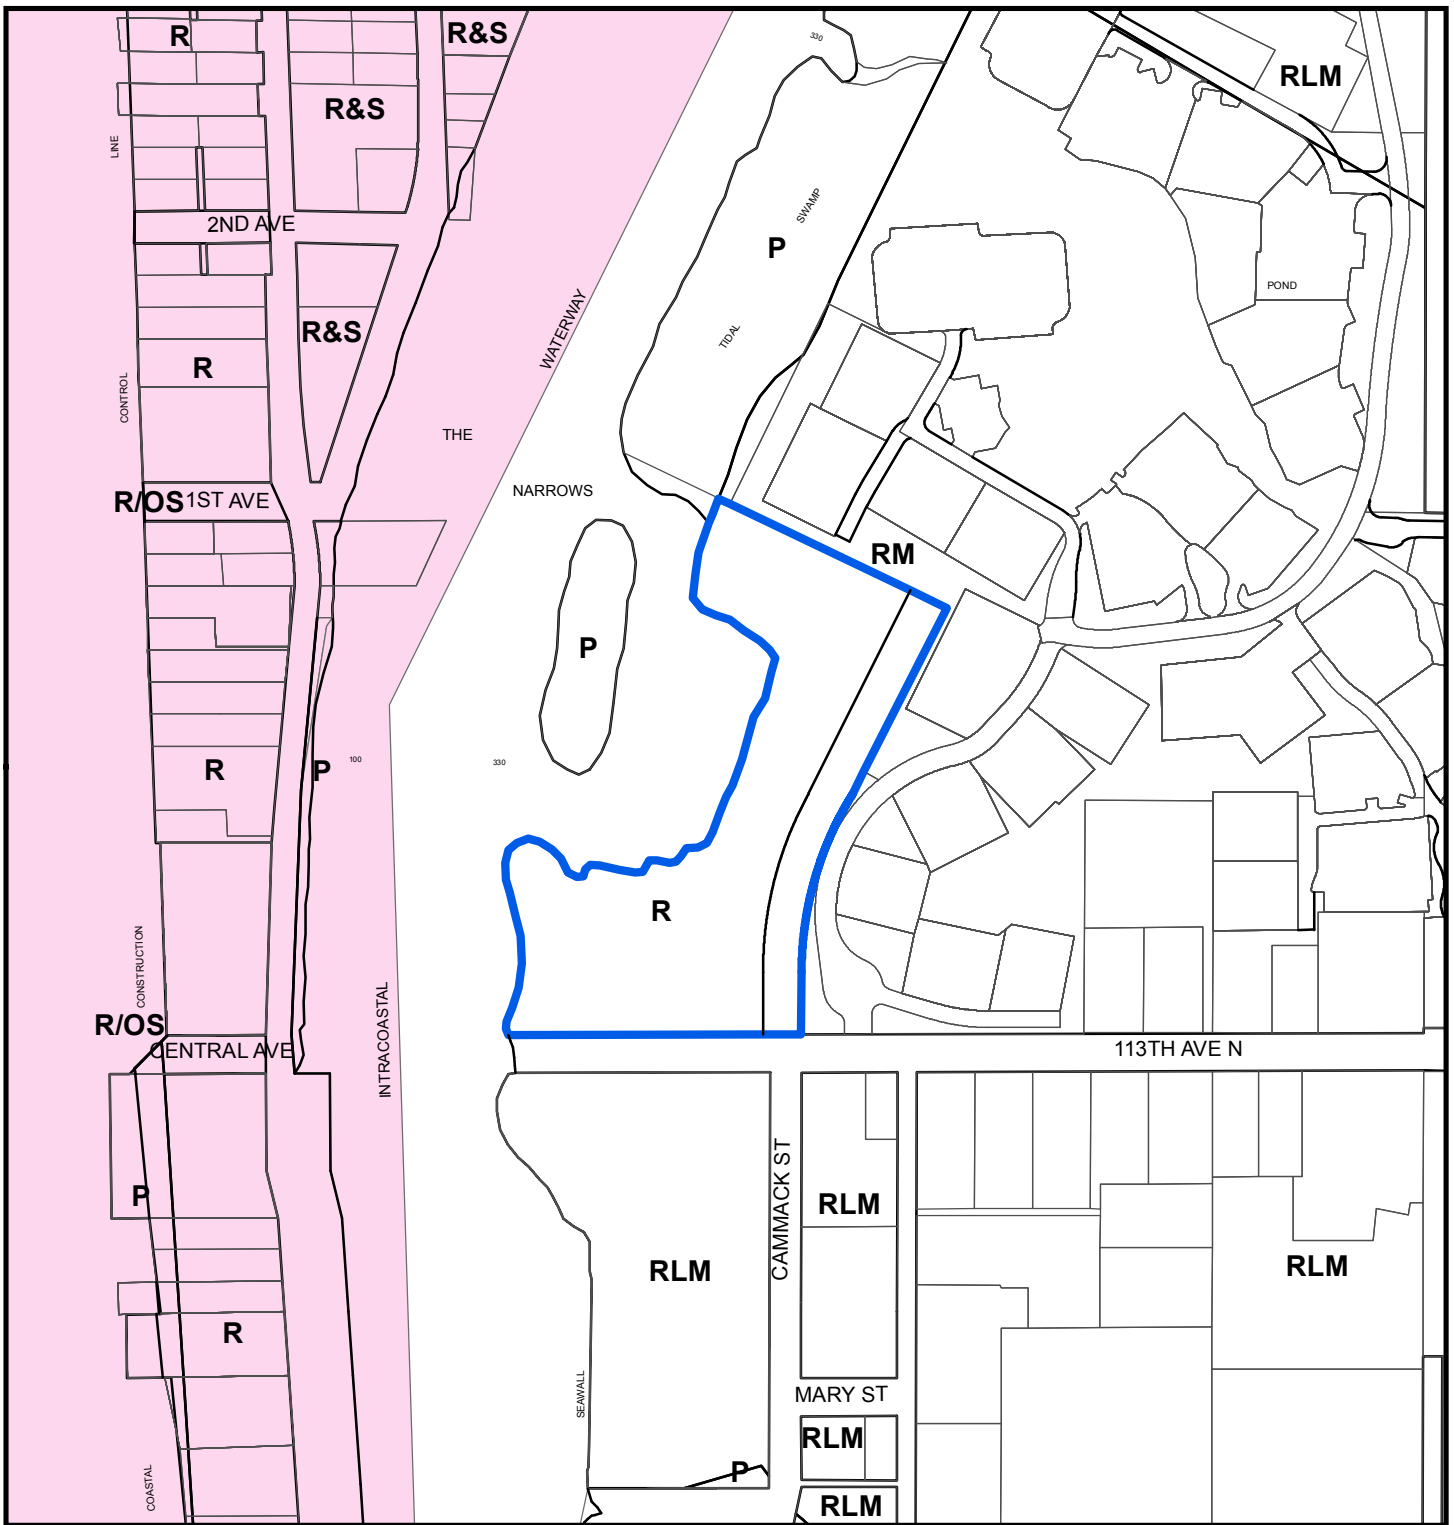 R
R&S
330
RLM
R&S
LINE
SWAMP
2ND AVE
P
POND
WATERWAY
R&S
TIDAL
R
CONTROL
THE
NARROWS
R/OS 1ST AVE
RM
P
R
P
100
330
R
CONSTRUCTION
R/OS
INTRACOASTAL
CENTRAL AVE
113TH AVE N
P
CAMMACK ST
RLM
RLM
RLM
R
SEAWALL
MARY ST
RLM
P
COASTAL
RLM